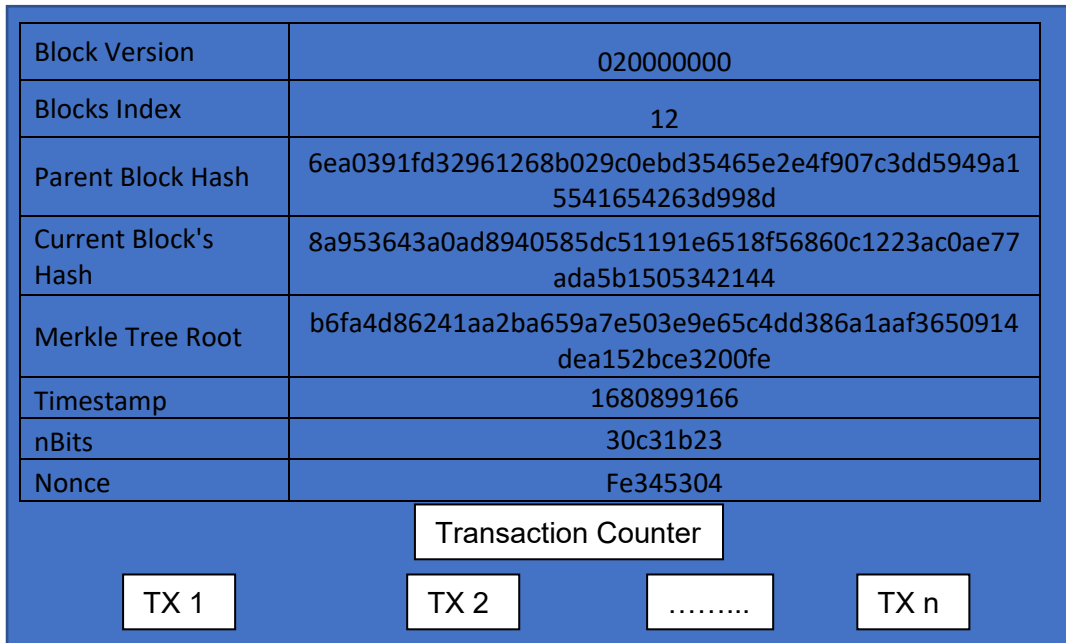 Block Version
020000000
Blocks Index
12
Parent Block Hash
6ea0391fd32961268b029c0ebd35465e2e4f907c3dd5949a1
5541654263d998d
Current Block's
Hash
8a953643a0ad8940585dc51191e6518f56860c1223ac0ae77
ada5b1505342144
Merkle Tree Root
b6fa4d86241aa2ba659a7e503e9e65c4dd386a1aaf3650914
dea152bce3200fe
Timestamp
1680899166
nBits
30c31b23
Nonce
Fe345304
Transaction Counter
TX 1
TX 2
……...
TX n